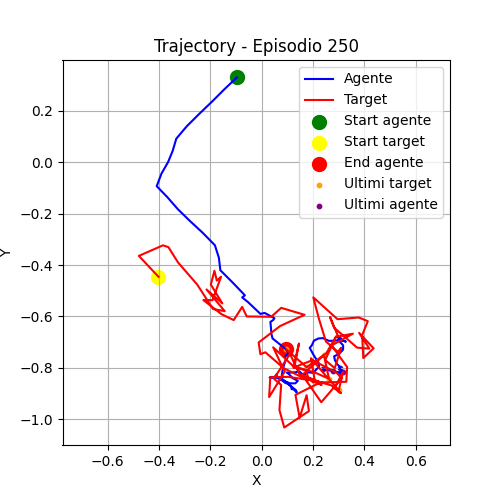 Trajectory - Episodio 250
Agente
Target
Start agente
Start target
End agente
Ultimi target
Ultimi agente
Y
0.2
0.0
−0.2
−0.4
−0.6
−0.8
−1.0
−0.6
−0.4
−0.2
0.0
0.2
0.4
0.6
X